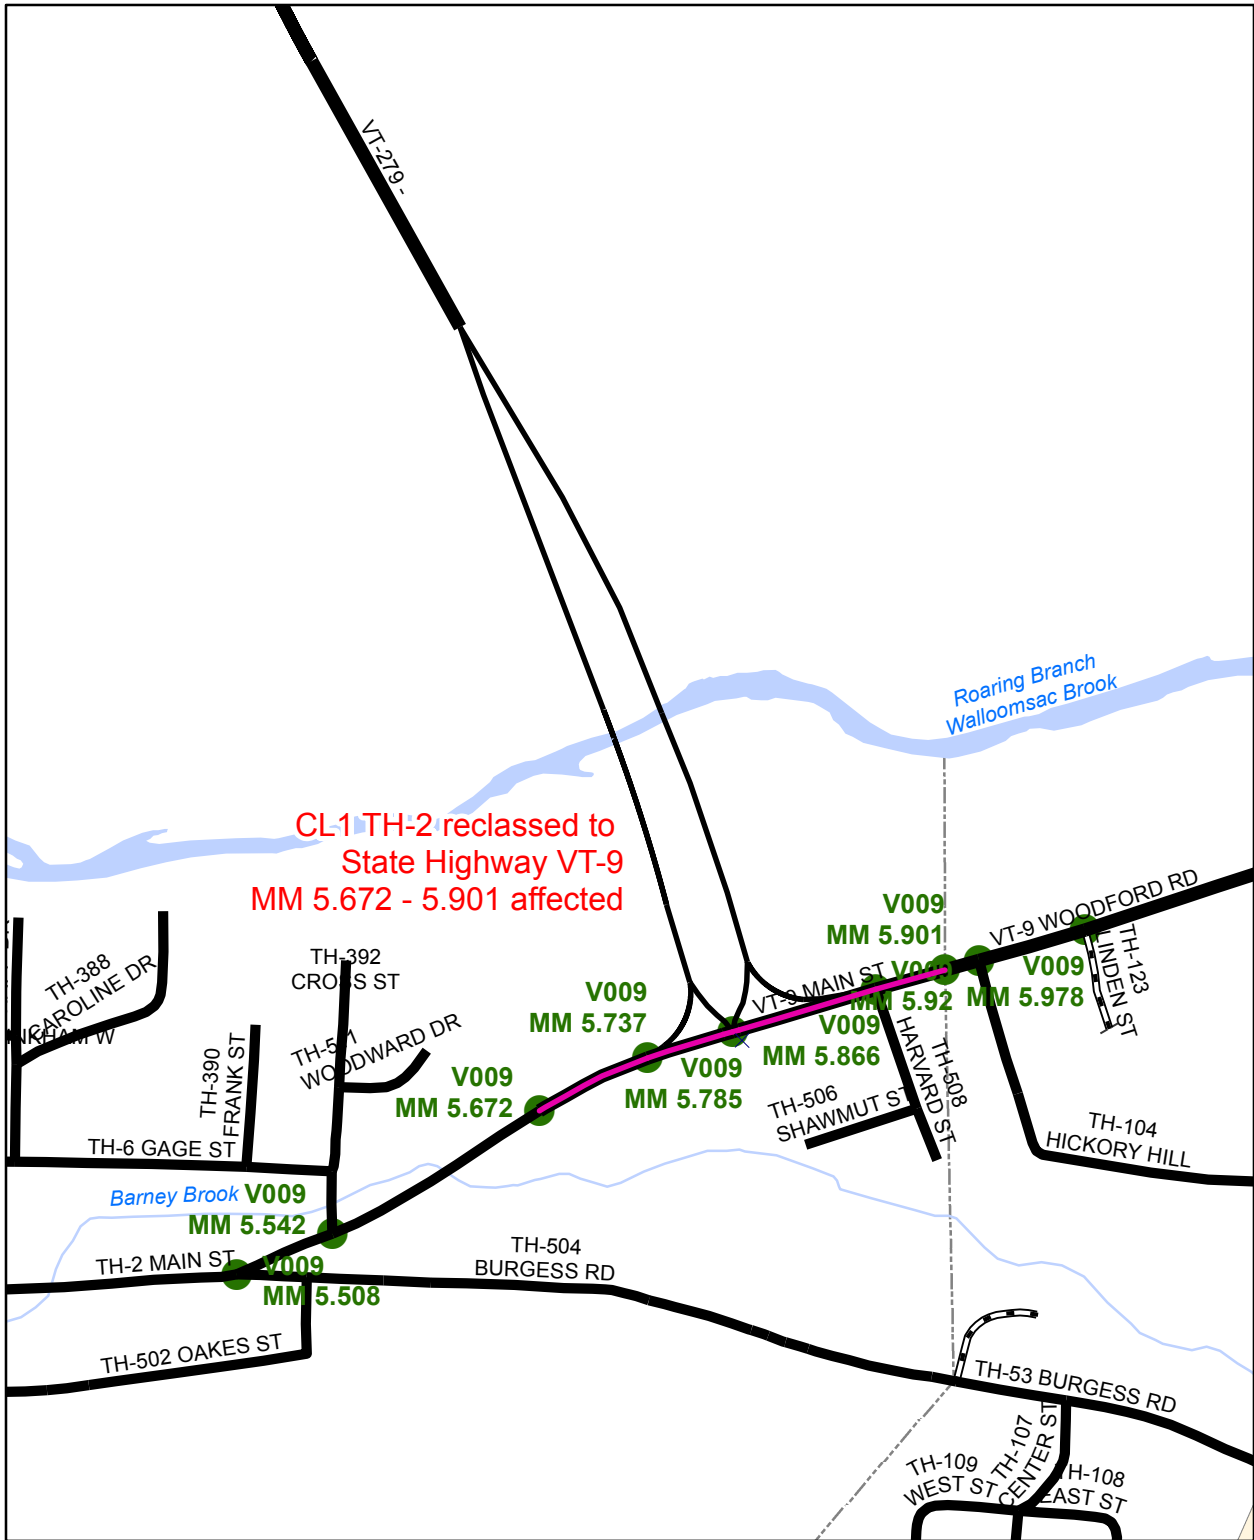 VT-279 -
Roaring Branch
Walloomsac Brook
CL1 TH-2 reclassed to
State Highway VT-9
MM 5.672 - 5.901 affected
V009
MM 5.901
VT-9 WOODFORD RD
TH-123
LINDEN ST
V009
MM 5.92
V009
MM 5.978
VT-9 MAIN ST
V009
MM 5.866
V009
MM 5.737
V009
MM 5.785
V009
MM 5.672
TH-388
CAROLINE DR
TH-392
CROSS ST
WOODWARD DR
TH-390
FRANK ST
TH-6 GAGE ST
TH-508
HARVARD ST
TH-506
SHAWMUT ST
TH-104
HICKORY HILL
Barney Brook
V009
MM 5.542
TH-2 MAIN ST
V009
MM 5.508
TH-504
BURGESS RD
TH-502 OAKES ST
TH-53 BURGESS RD
TH-107
CENTER ST
TH-109
WEST ST
TH-108
EAST ST